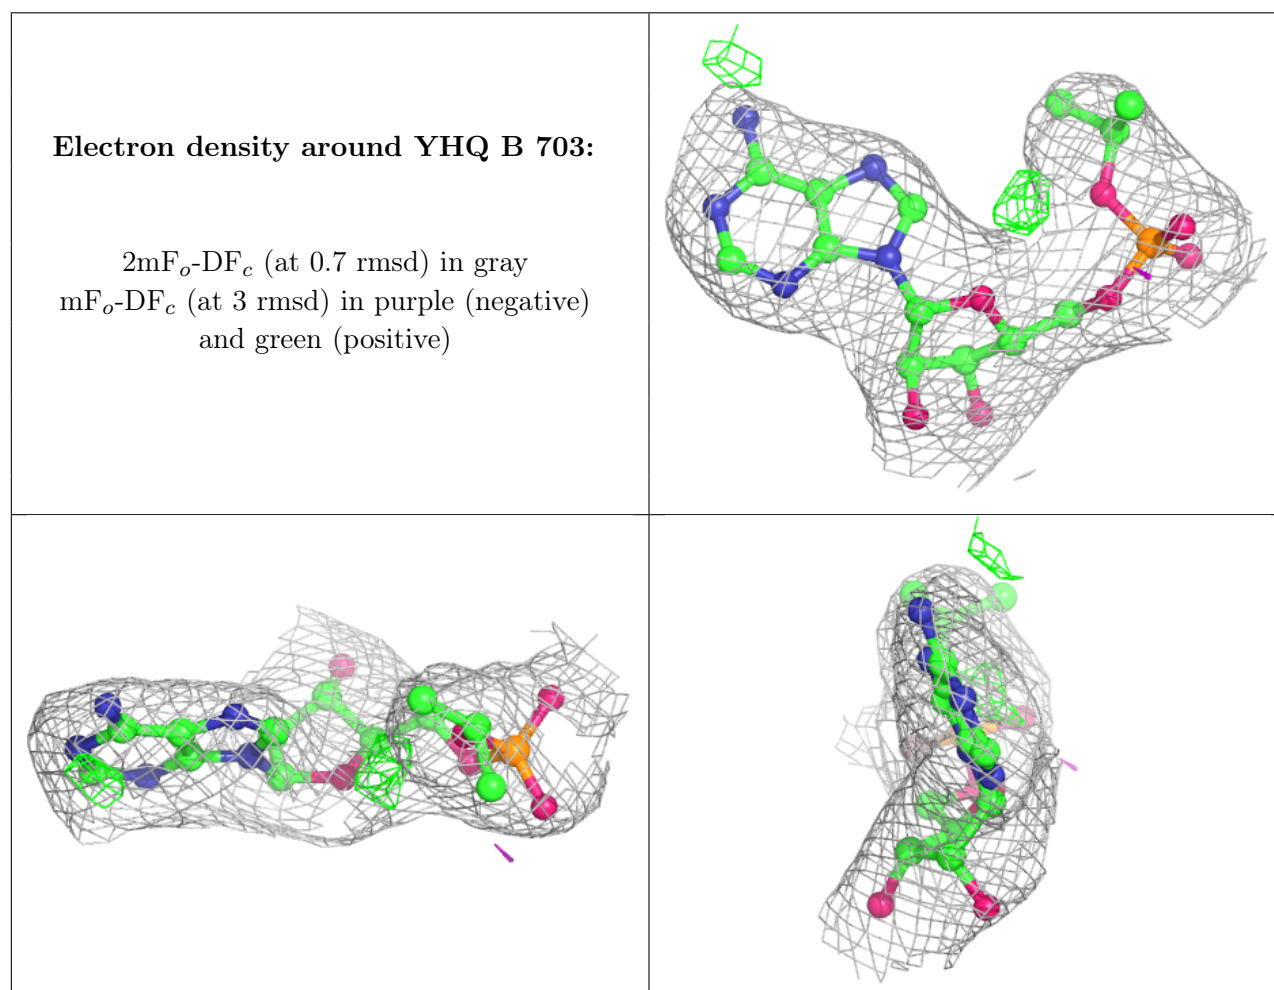 Electron density around YHQ B 703:
2mFo-DFc (at 0.7 rmsd) in gray
mFo-DFc (at 3 rmsd) in purple (negative)
and green (positive)